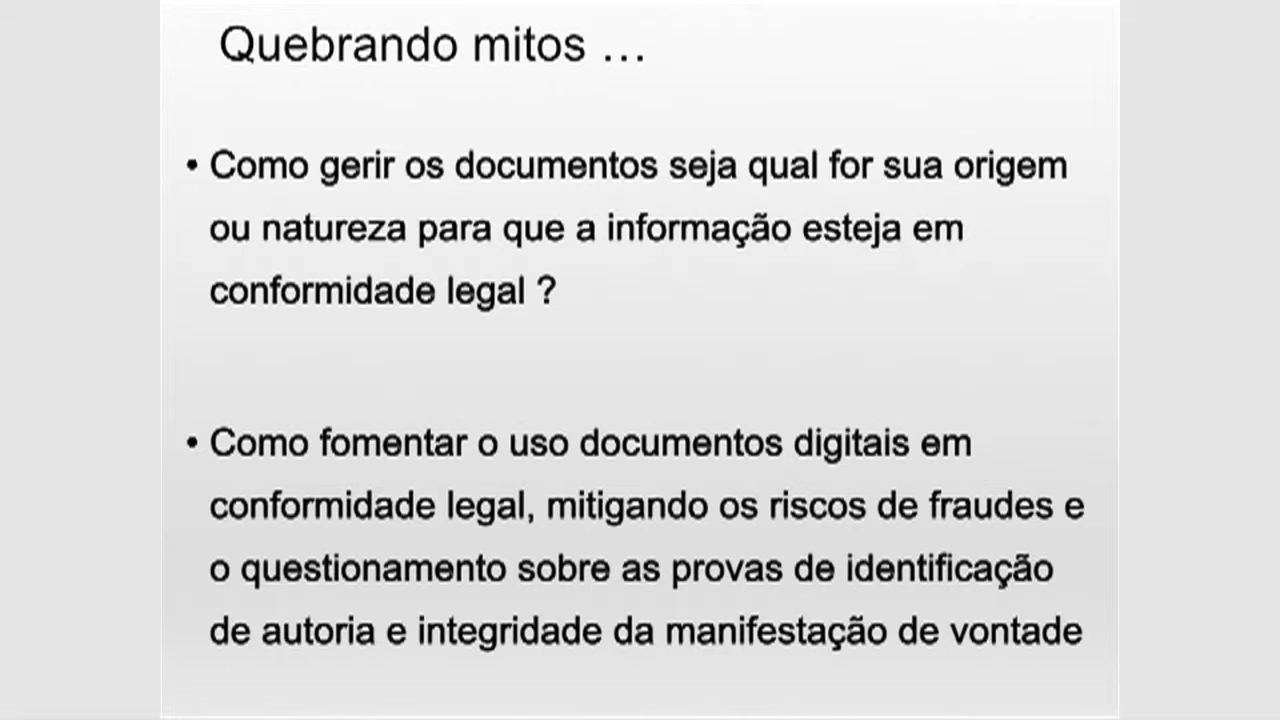 Quebrando mitos …
• Como gerir os documentos seja qual for sua origem
ou natureza para que a informação esteja em
conformidade legal ?
• Como fomentar o uso documentos digitais em
conformidade legal, mitigando os riscos de fraudes e
o questionamento sobre as provas de identificação
de autoria e integridade da manifestação de vontade